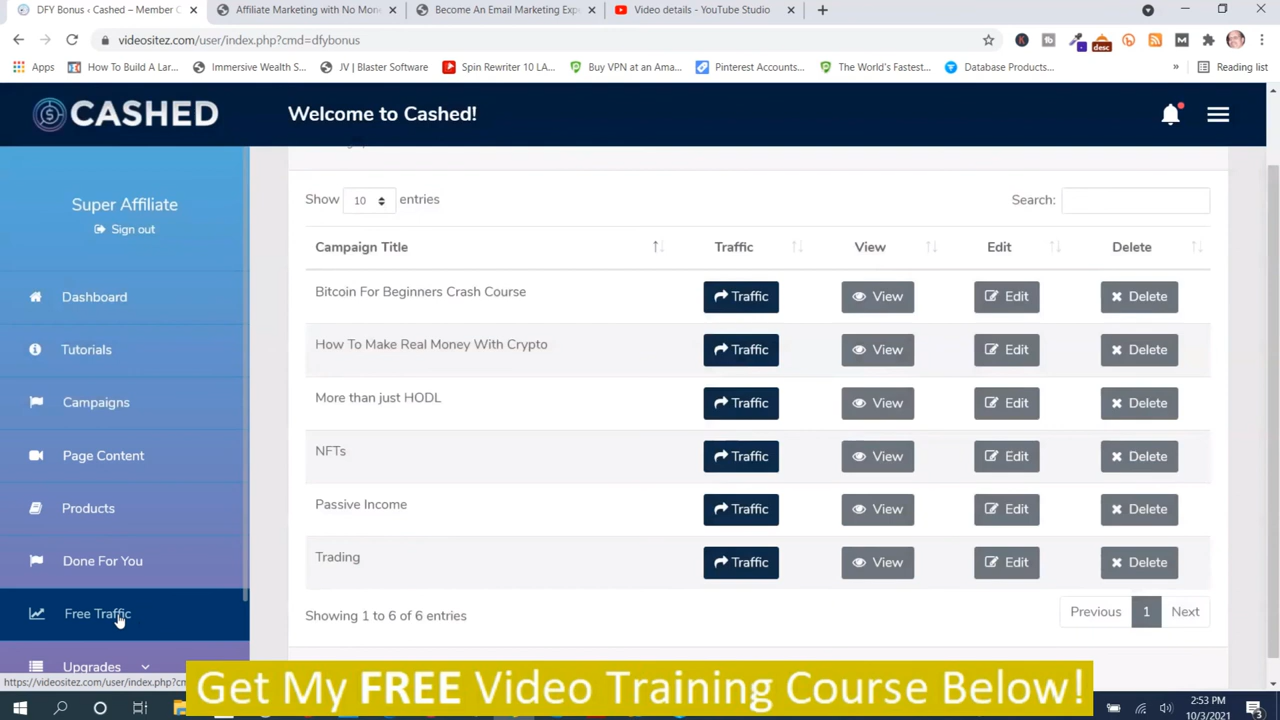 DFY Bonus ‹ Cashed – Member C
Affiliate Marketing with No Mon
Become An Email Marketing Exp
Video details - YouTube Studio
videositez.com/user/index.php?cmd=dfybonus
desc
Apps
How To Build A Lar...
Immersive Wealth S...
JV | Blaster Software
Spin Rewriter 10 LA...
Buy VPN at an Ama...
Pinterest Accounts...
The World's Fastest...
Database Products...
»
Reading list
CASHED
Welcome to Cashed!
Super Affiliate
Sign out
Dashboard
Tutorials
Campaigns
Page Content
Products
Done For You
Free Traffic
Upgrades
Show 10 entries
Search:
Campaign Title Traffic View Edit Delete
Bitcoin For Beginners Crash Course Traffic View Edit Delete
How To Make Real Money With Crypto Traffic View Edit Delete
More than just HODL Traffic View Edit Delete
NFTs Traffic View Edit Delete
Passive Income Traffic View Edit Delete
Trading Traffic View Edit Delete
Showing 1 to 6 of 6 entries
Previous 1 Next
https://videositez.com/user/index.php?cm
Get My FREE Video Training Course Below!
2:53 PM
10/3/2021
3